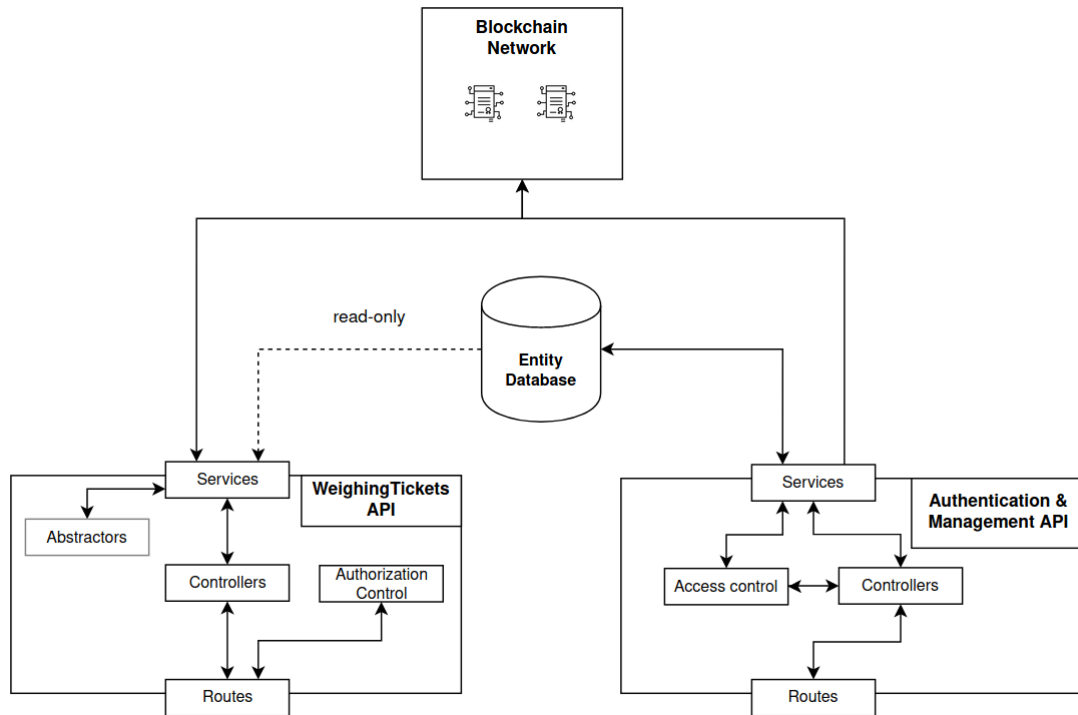 Blockchain
Network
read-only
Entity
Database
Services
WeighingTickets
API
Abstractors
Controllers
Authorization
Control
Routes
Services
Authentication &
Management API
Access control
Controllers
Routes